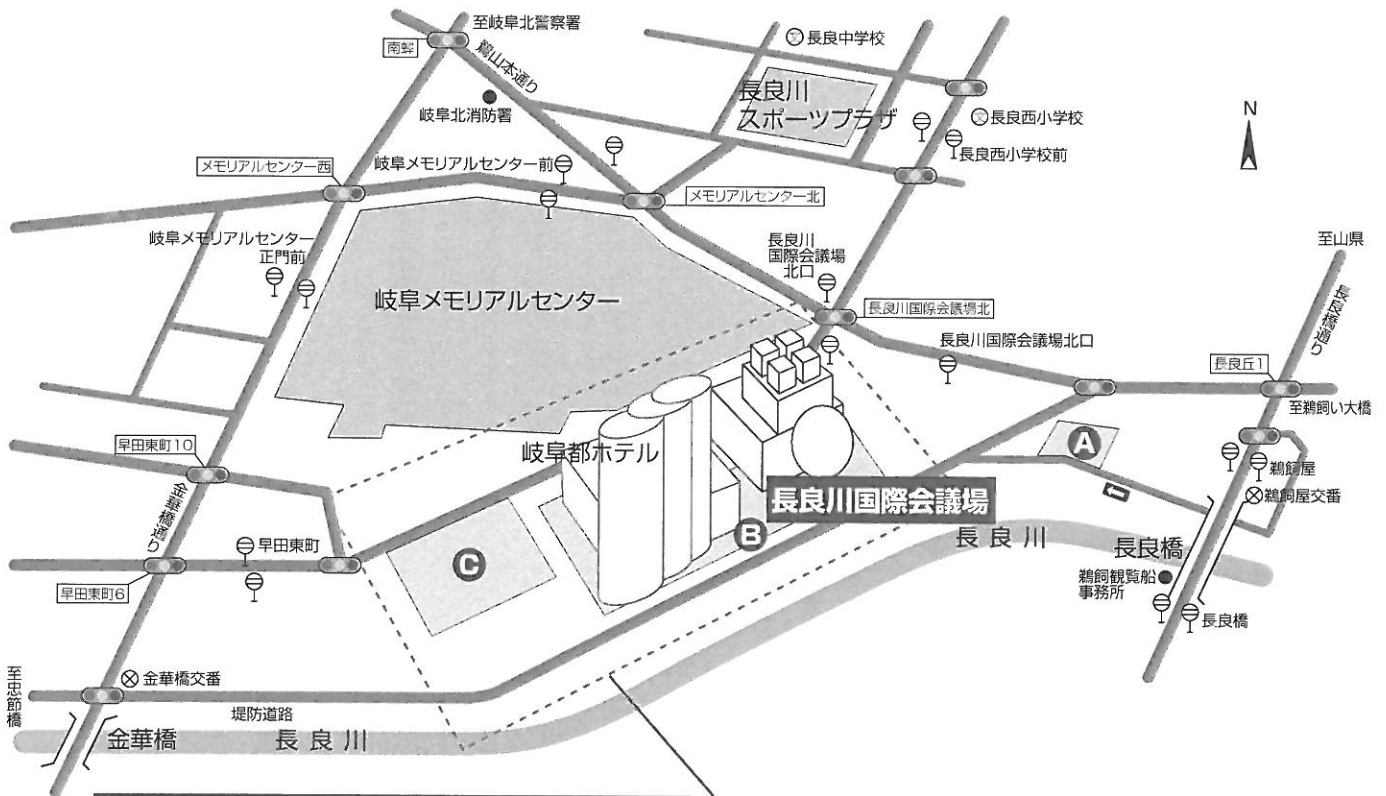 至岐阜北警察署
南蝉
鷺山本通り
岐阜北消防署
文長良中学校
長良川
スポーツプラザ
文長良西小学校
長良西小学校前
N
メモリアルセンター西
岐阜メモリアルセンター前
メモリアルセンター北
岐阜メモリアルセンター
正門前
長良川
国際会議場
北口
至山県
長良橋通り
岐阜メモリアルセンター
長良川国際会議場北
長良川国際会議場北口
長良丘1
至鵜飼い大橋
早田東町10
岐阜都ホテル
A
鵜飼屋
鵜飼屋交番
金華橋通り
長良川国際会議場
B
早田東町
C
長良川
長良橋
鵜飼観覧船
事務所
早田東町6
長良橋
至忠節橋
金華橋交番
堤防道路
金華橋
長良川